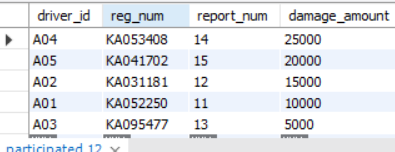 driver_id reg_num report_num damage_amount
A04 KA053408 14 25000
A05 KA041702 15 20000
A02 KA031181 12 15000
A01 KA052250 11 10000
A03 KA095477 13 5000
participated 12